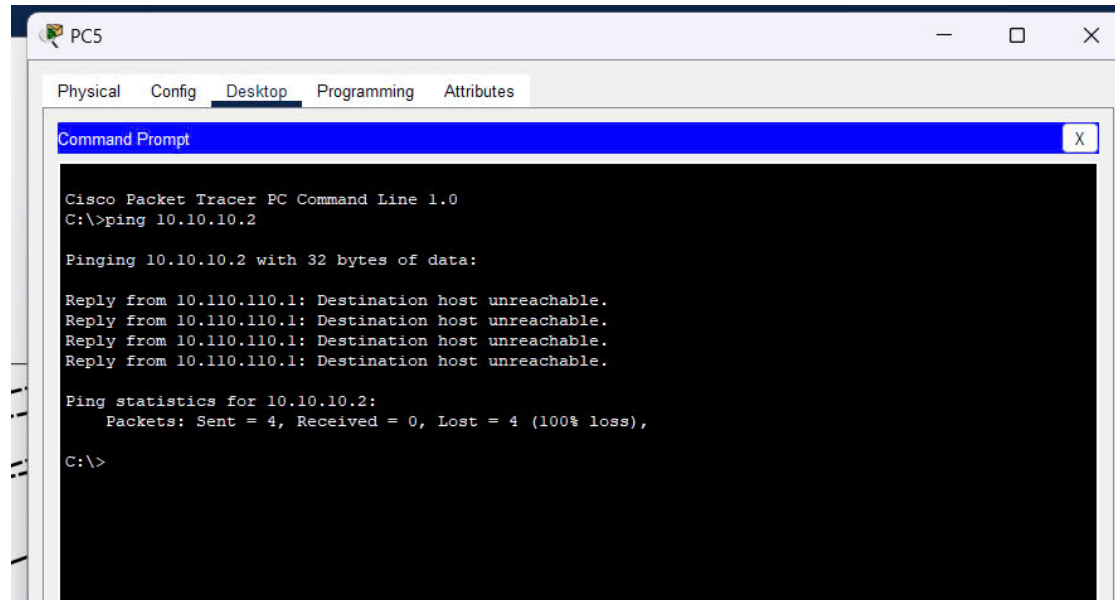 PC5
Physical Config Desktop Programming Attributes
Command Prompt
X
Cisco Packet Tracer PC Command Line 1.0
C:\>ping 10.10.10.2
Pinging 10.10.10.2 with 32 bytes of data:
Reply from 10.110.110.1: Destination host unreachable.
Reply from 10.110.110.1: Destination host unreachable.
Reply from 10.110.110.1: Destination host unreachable.
Reply from 10.110.110.1: Destination host unreachable.
Ping statistics for 10.10.10.2:
Packets: Sent = 4, Received = 0, Lost = 4 (100% loss),
C:\>